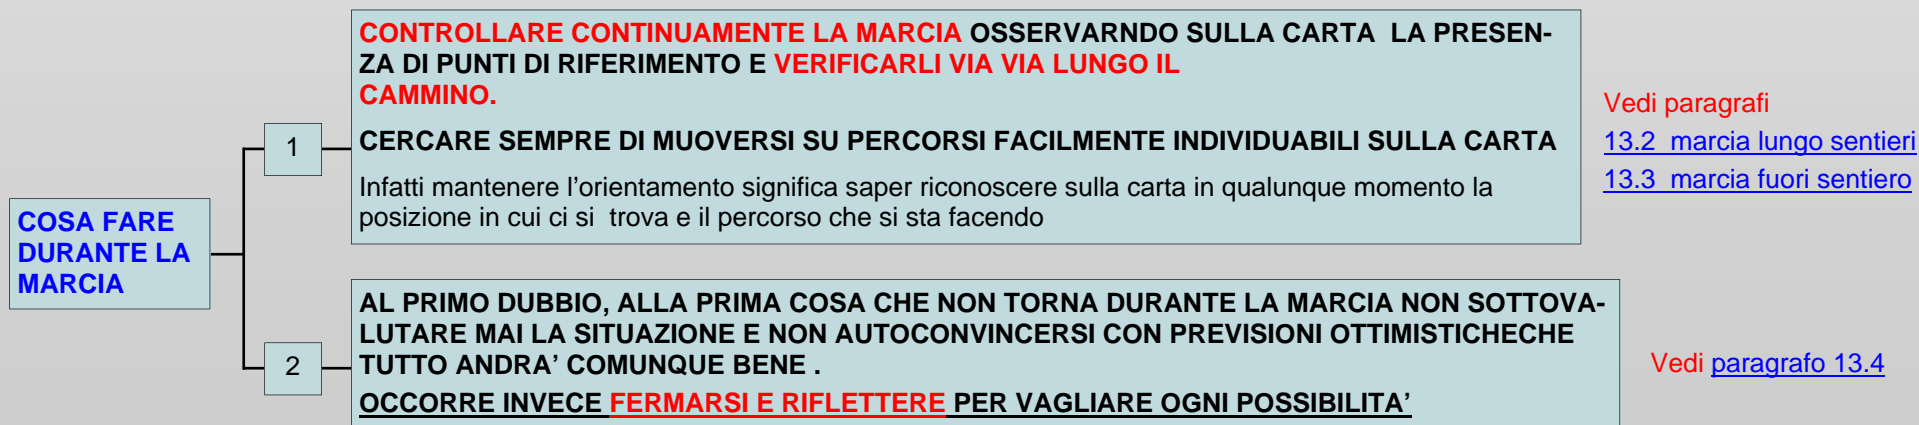 COSA FARE
DURANTE LA
MARCIA
1
CONTROLLARE CONTINUAMENTE LA MARCIA OSSERVARNDO SULLA CARTA  LA PRESEN-
ZA DI PUNTI DI RIFERIMENTO E VERIFICARLI VIA VIA LUNGO IL
CAMMINO.
CERCARE SEMPRE DI MUOVERSI SU PERCORSI FACILMENTE INDIVIDUABILI SULLA CARTA
Infatti mantenere l’orientamento significa saper riconoscere sulla carta in qualunque momento la
posizione in cui ci si  trova e il percorso che si sta facendo
Vedi paragrafi
13.2  marcia lungo sentieri
13.3  marcia fuori sentiero
2
AL PRIMO DUBBIO, ALLA PRIMA COSA CHE NON TORNA DURANTE LA MARCIA NON SOTTOVA-
LUTARE MAI LA SITUAZIONE E NON AUTOCONVINCERSI CON PREVISIONI OTTIMISTICHECHE
TUTTO ANDRA’ COMUNQUE BENE .
OCCORRE INVECE FERMARSI E RIFLETTERE PER VAGLIARE OGNI POSSIBILITA’
Vedi paragrafo 13.4